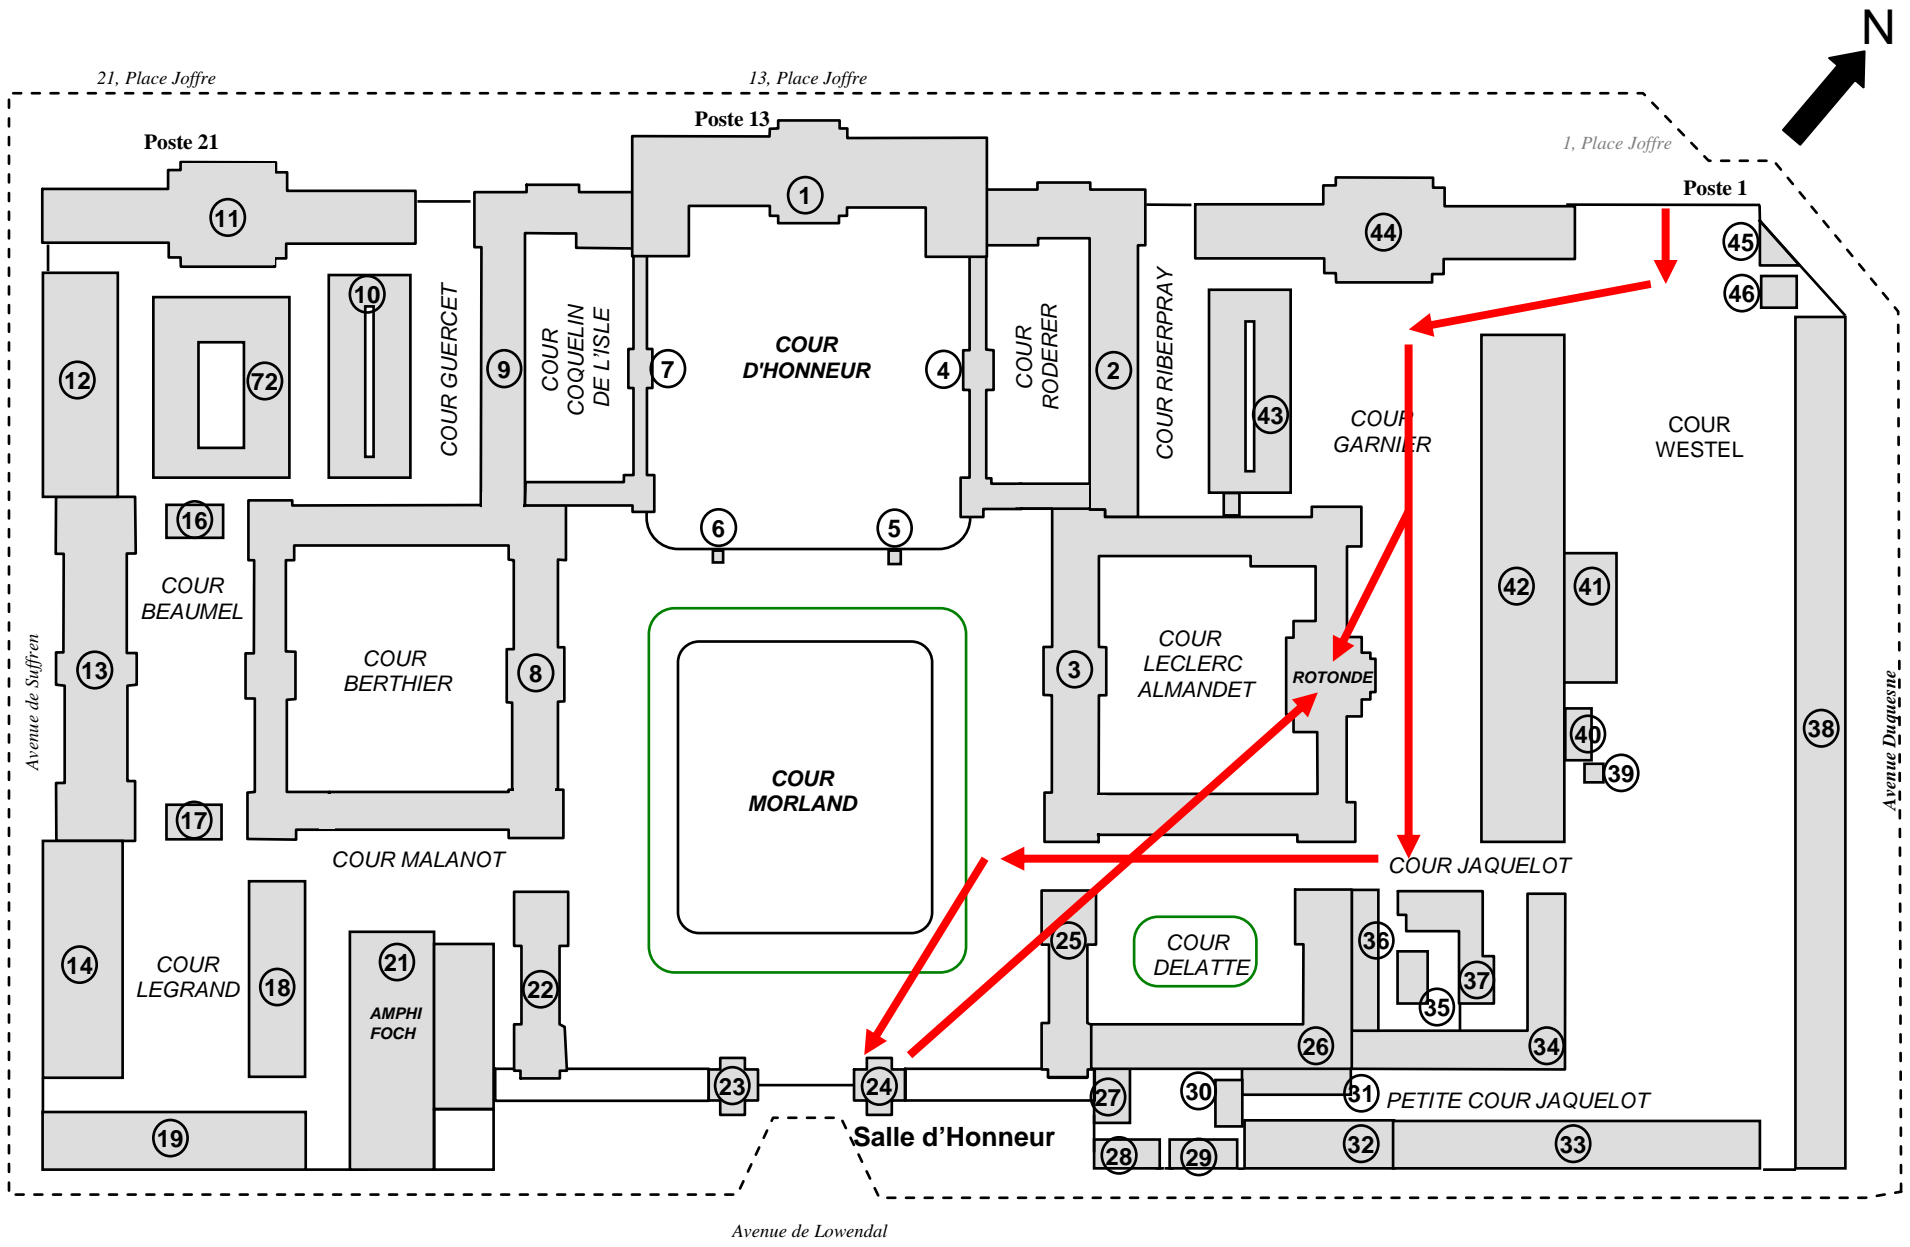 N
21, Place Joffre
13, Place Joffre
Poste 13
Poste 21
1, Place Joffre
Poste 1
1
11
44
45
46
10
COUR GUERCET
9
COUR
COQUELIN
DE L'ISLE
7
COUR
D'HONNEUR
4
COUR
RODERER
2
COUR RIBERPRAY
43
COUR
GARNIER
COUR
WESTEL
12
72
16
6
5
COUR
BEAUMEL
42
41
13
COUR
BERTHIER
8
3
COUR
LECLERC
ALMANDET
ROTONDE
Avenue de Suffren
Avenue Duquesne
38
40
39
COUR
MORLAND
17
COUR MALANOT
COUR JAQUELOT
14
COUR
LEGRAND
18
21
AMPHI
FOCH
22
25
COUR
DELATTE
36
37
35
26
34
23
24
27
30
31
PETITE COUR JAQUELOT
19
Salle d'Honneur
28
29
32
33
Avenue de Lowendal